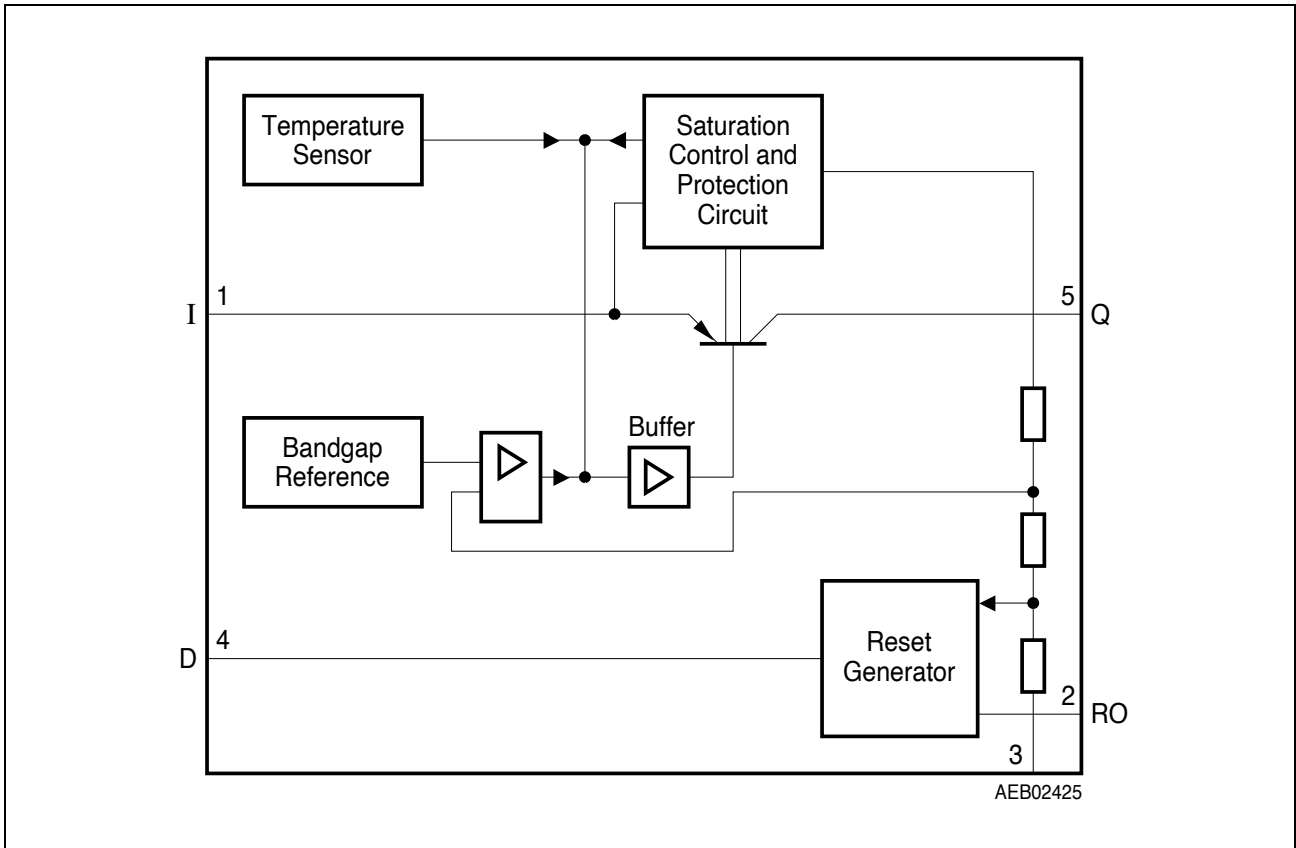 Temperature
Sensor
Saturation
Control and
Protection
Circuit
1
I
5
Q
Bandgap
Reference
Buffer
4
D
Reset
Generator
2
RO
3
AEB02425